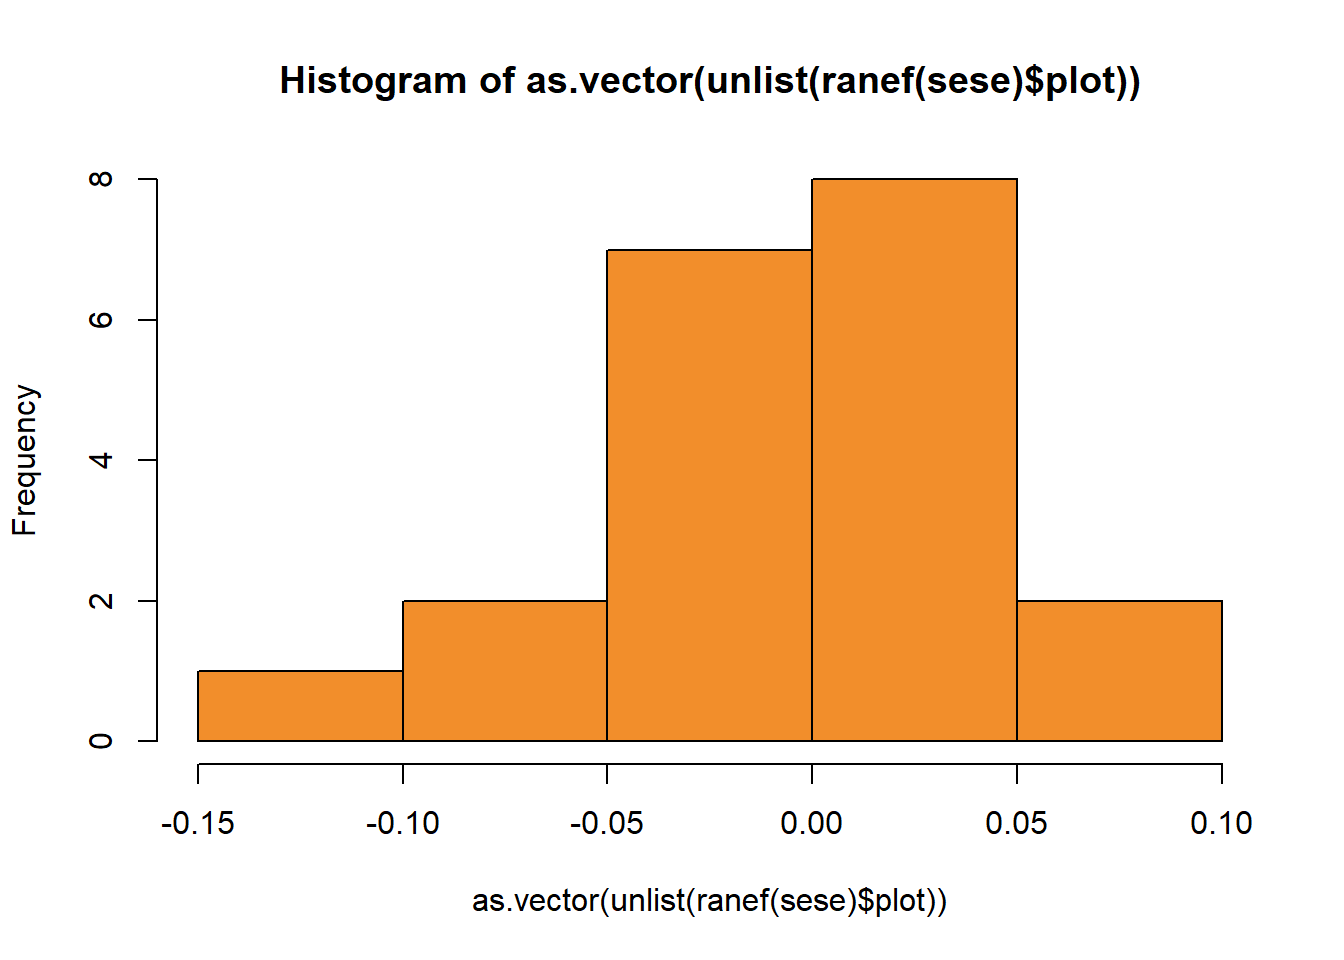 Histogram of as.vector(unlist(ranef(sese)$plot))
Frequency
8
6
4
2
0
-0.15 -0.10 -0.05 0.00 0.05 0.10
as.vector(unlist(ranef(sese)$plot))